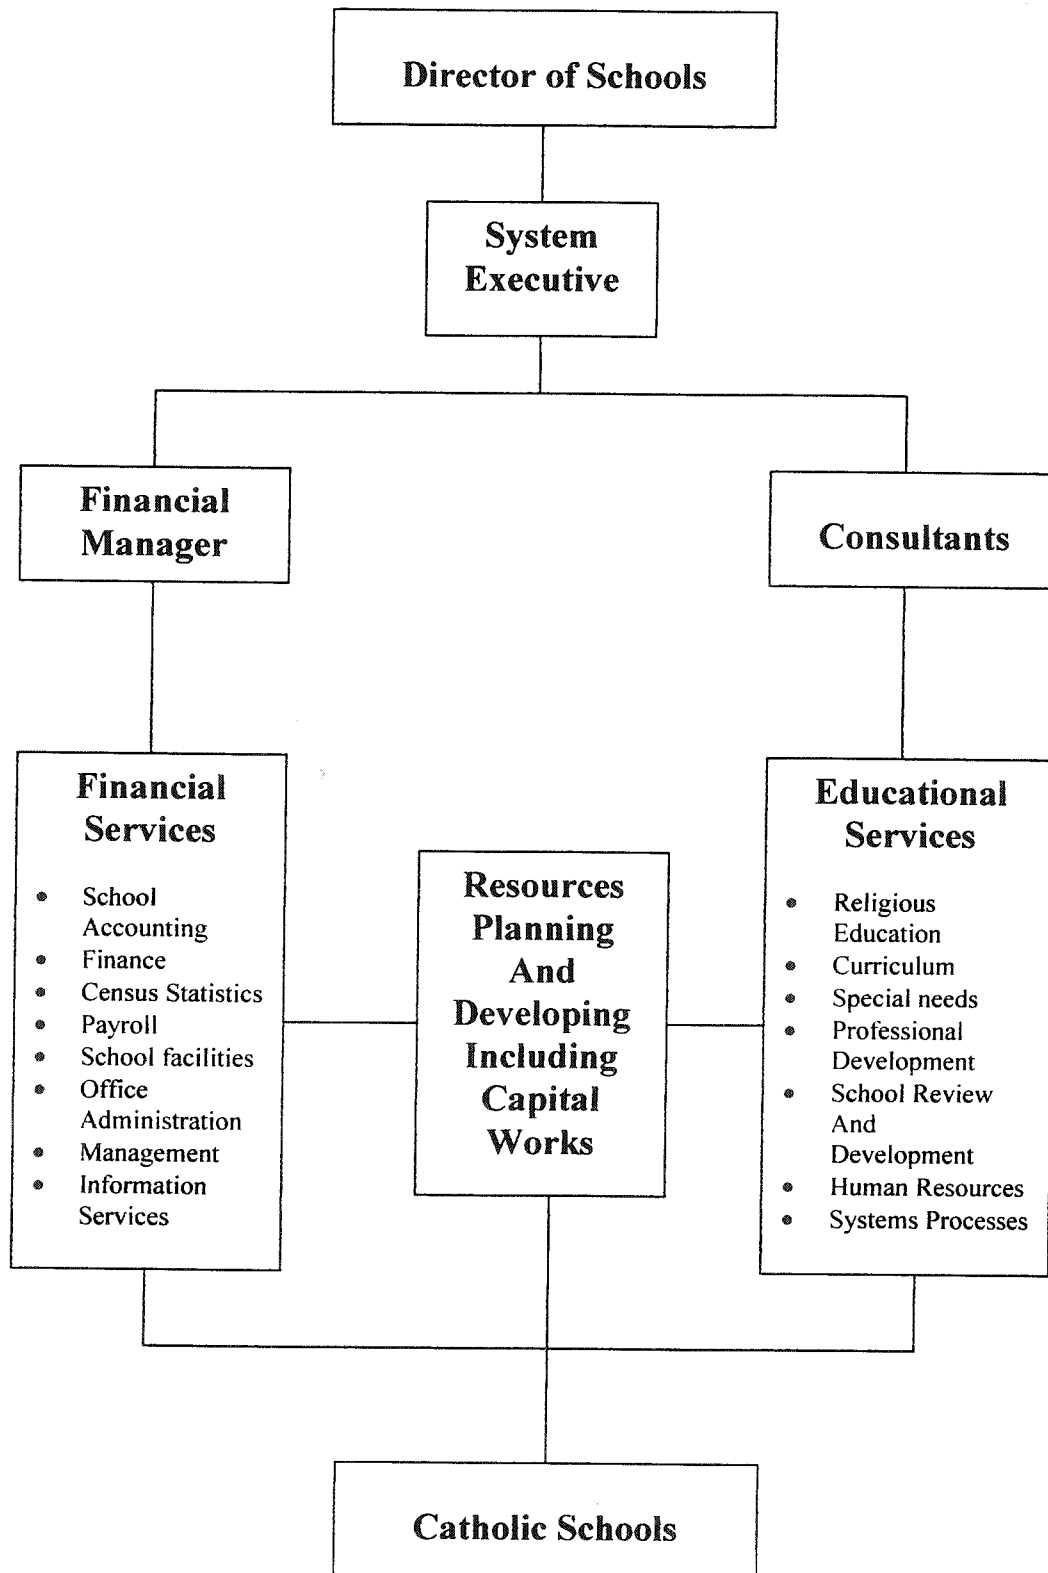 Director of Schools
System
Executive
Financial
Manager
Consultants
Financial
Services
• School
Accounting
• Finance
• Census Statistics
• Payroll
• School facilities
• Office
Administration
• Management
• Information
Services
Resources
Planning
And
Developing
Including
Capital
Works
Educational
Services
• Religious
Education
• Curriculum
• Special needs
• Professional
Development
• School Review
And
Development
• Human Resources
• Systems Processes
Catholic Schools